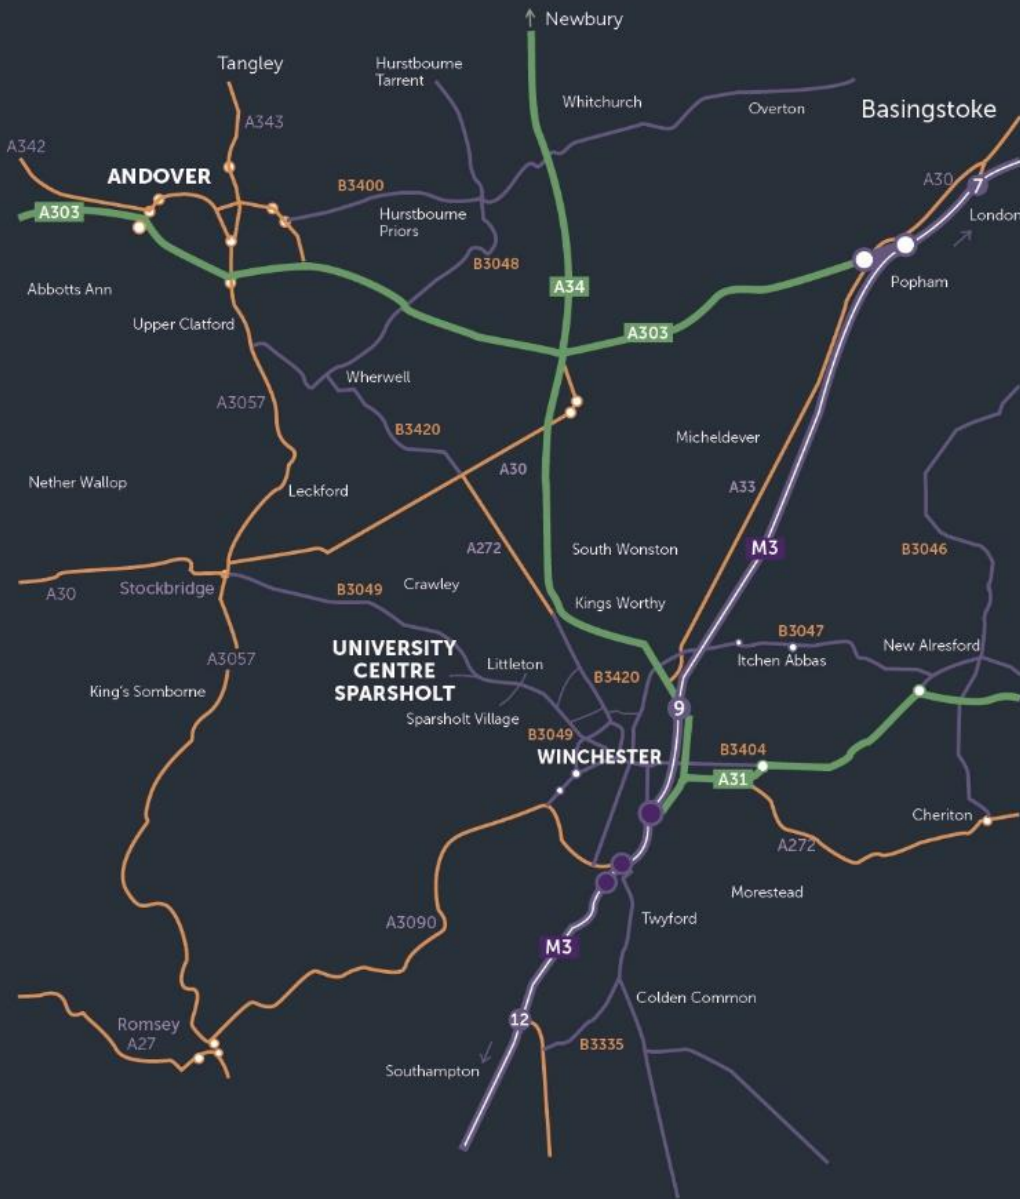 Newbury
Tangley
Hurstbourne
Tarrent
Whitchurch
Overton
Basingstoke
A343
A342
ANDOVER
B3400
A30
7
A303
Hurstbourne
Priors
London
B3048
A34
Popham
Abbotts Ann
Upper Clatford
A303
Wherwell
A3057
B3420
Micheldever
A30
Nether Wallop
Leckford
A33
A272
South Wonston
M3
B3046
A30
Stockbridge
B3049
Crawley
Kings Worthy
B3047
UNIVERSITY
CENTRE
SPARSHOLT
A3057
Littleton
Itchen Abbas
New Alresford
King's Somborne
B3420
Sparsholt Village
9
B3049
WINCHESTER
B3404
A31
Cheriton
A272
Morestead
A3090
Twyford
M3
Colden Common
12
Romsey
A27
B3335
Southampton